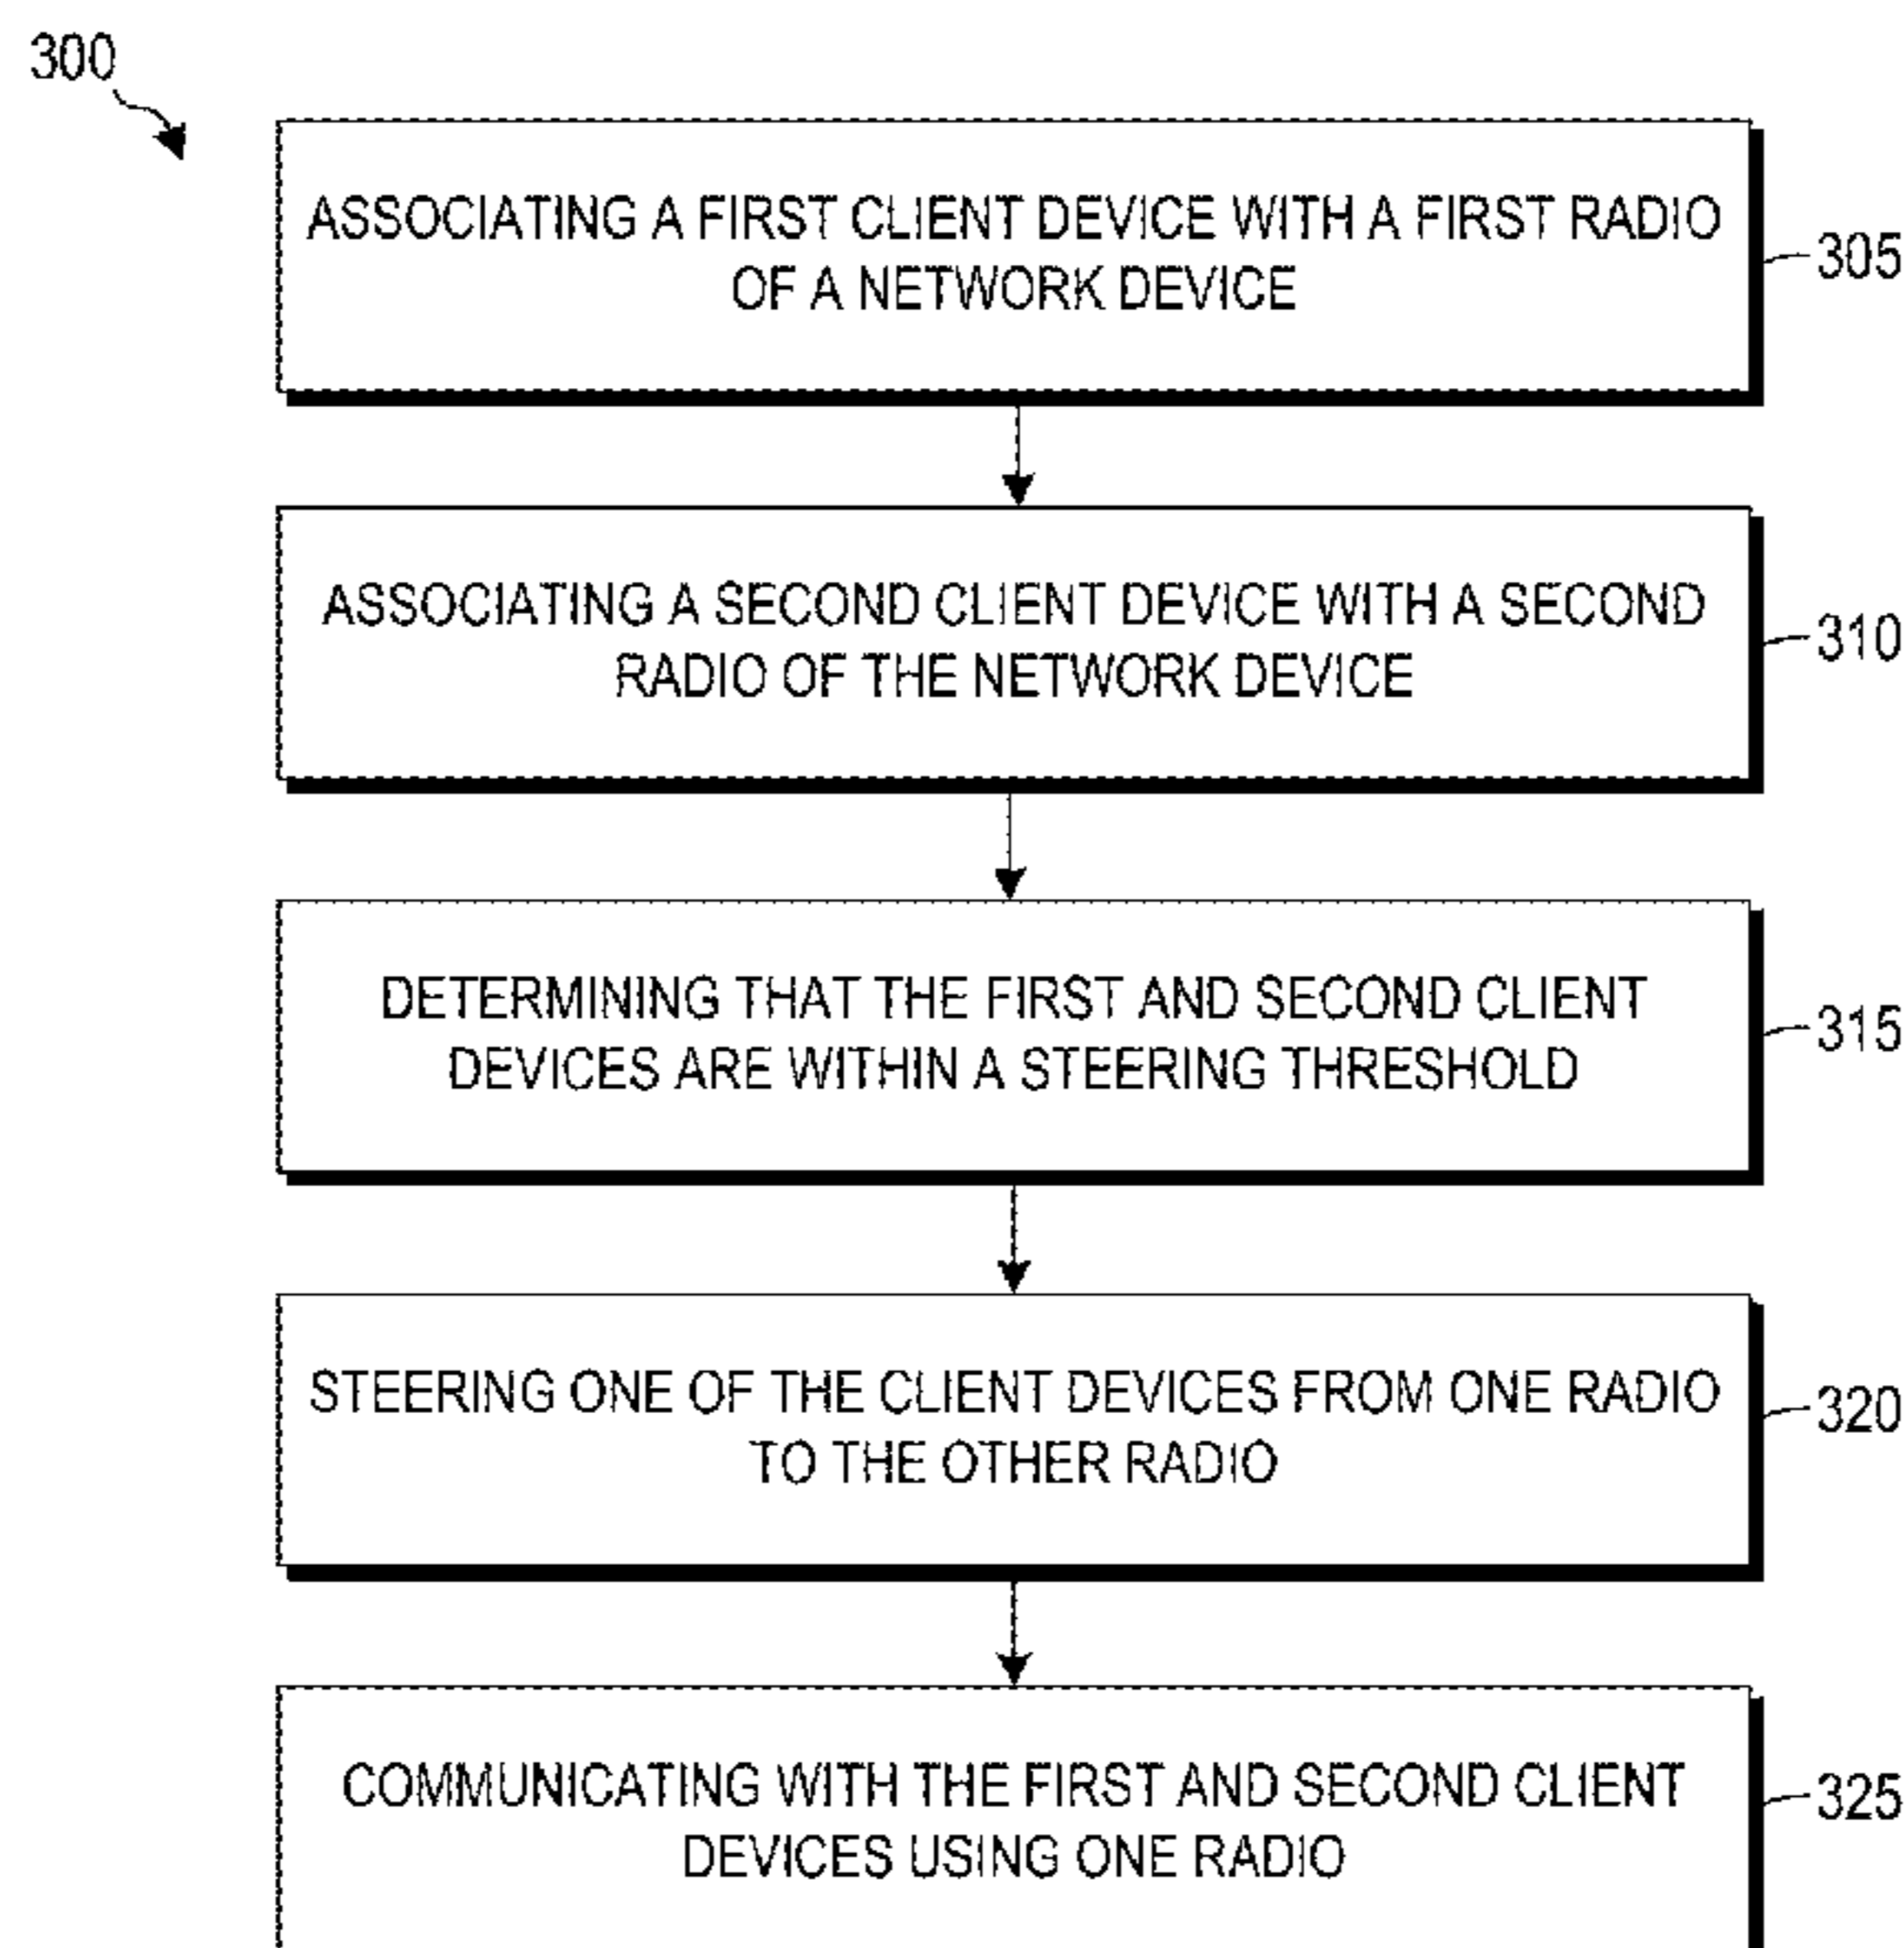 300
ASSOCIATING A FIRST CLIENT DEVICE WITH A FIRST RADIO
OF A NETWORK DEVICE
305
ASSOCIATING A SECOND CLIENT DEVICE WITH A SECOND
RADIO OF THE NETWORK DEVICE
310
DETERMINING THAT THE FIRST AND SECOND CLIENT
DEVICES ARE WITHIN A STEERING THRESHOLD
315
STEERING ONE OF THE CLIENT DEVICES FROM ONE RADIO
TO THE OTHER RADIO
320
COMMUNICATING WITH THE FIRST AND SECOND CLIENT
DEVICES USING ONE RADIO
325